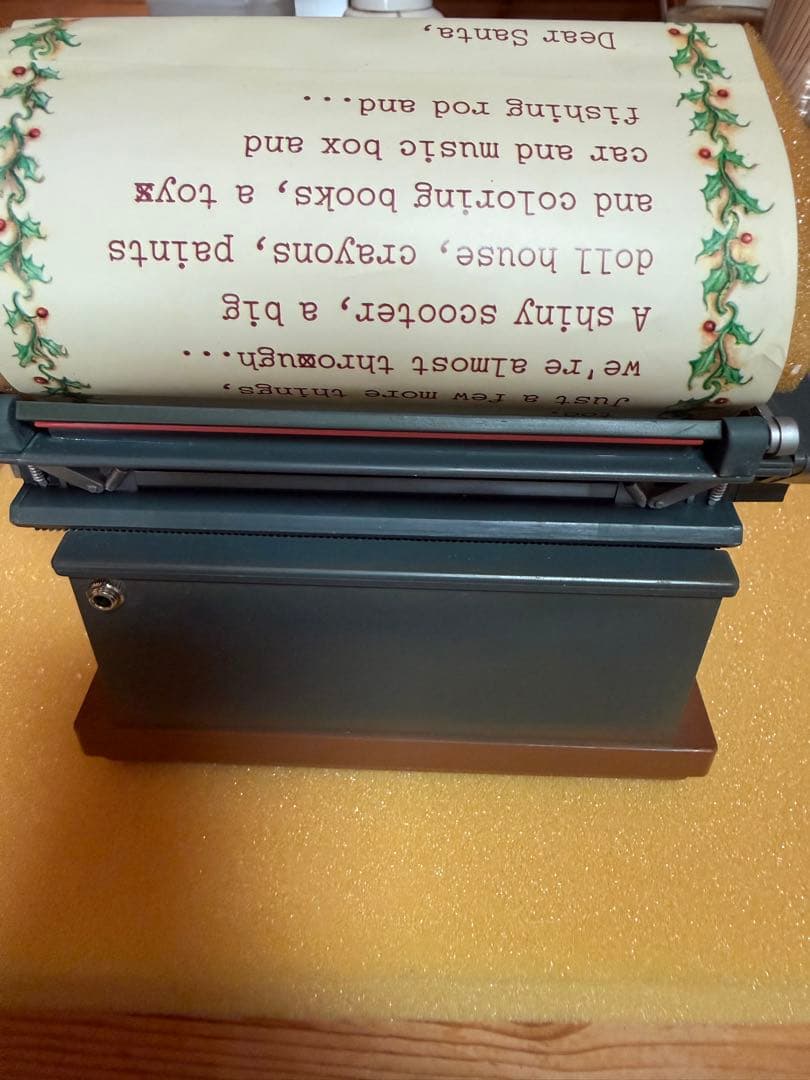 too.
Just a few more things,
we're almost through...
A shiny scooter, a big
doll house, crayons, paints
and coloring books, a toy
car and music box and
fishing rod and...
Dear Santa,